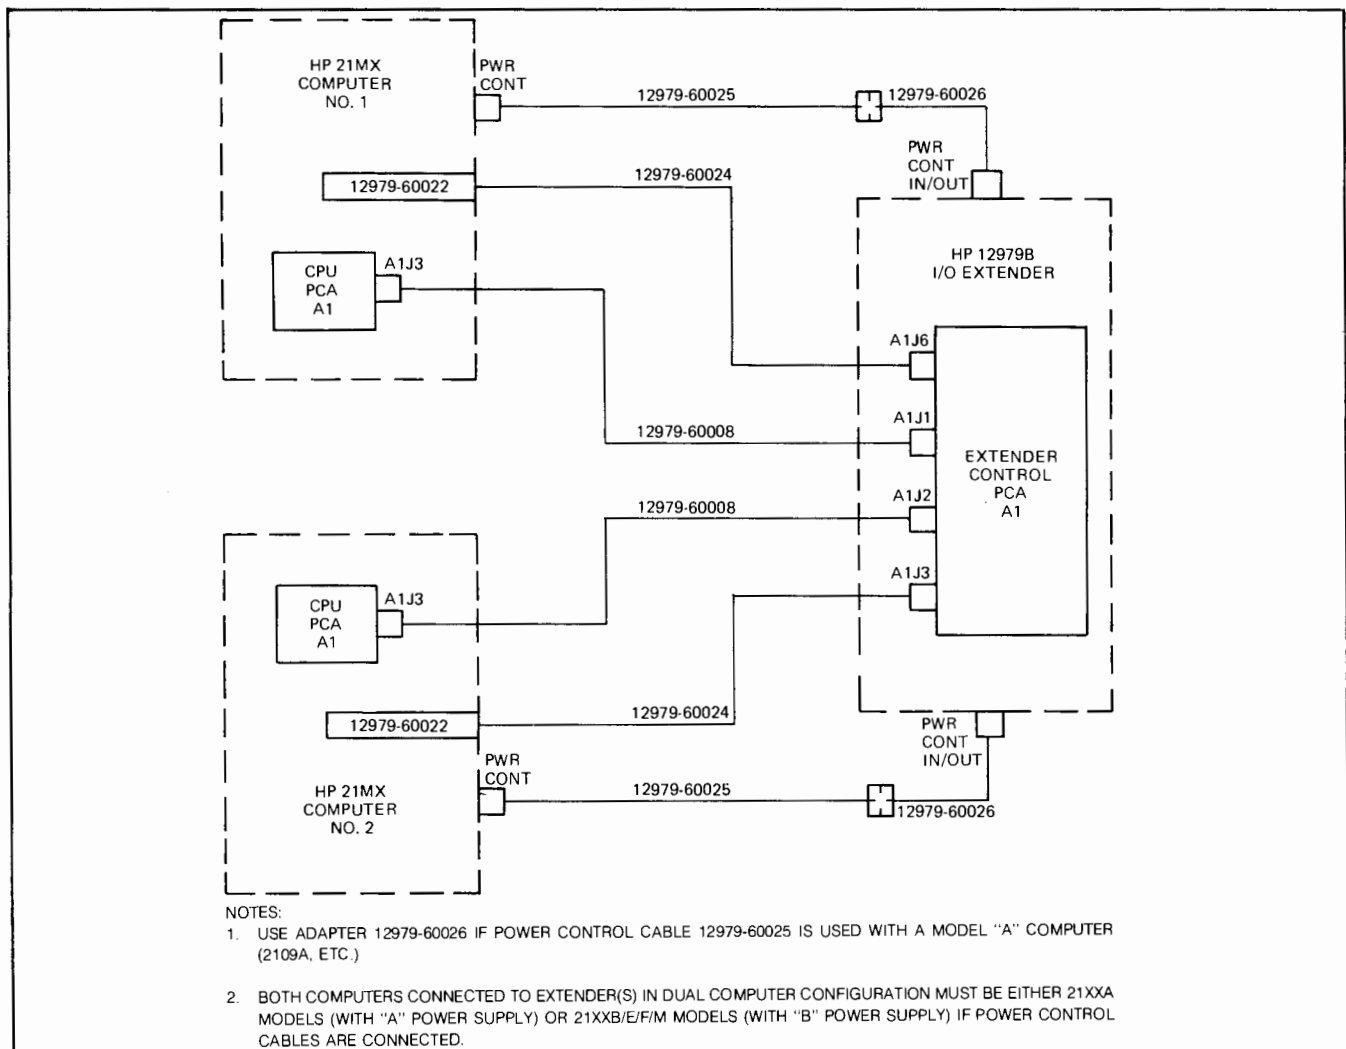 HP 21MX
COMPUTER
NO. 1
PWR
CONT
12979-60025
12979-60026
PWR
CONT
IN/OUT
12979-60022
12979-60024
CPU
PCA
A1
A1J3
HP 12979B
I/O EXTENDER
A1J6
A1J1
12979-60008
EXTENDER
CONTROL
PCA
A1
A1J2
12979-60008
A1J3
CPU
PCA
A1
A1J3
12979-60022
12979-60024
PWR
CONT
IN/OUT
PWR
CONT
HP 21MX
COMPUTER
NO. 2
12979-60025
12979-60026
NOTES:
1. USE ADAPTER 12979-60026 IF POWER CONTROL CABLE 12979-60025 IS USED WITH A MODEL "A" COMPUTER
(2109A, ETC.)
2. BOTH COMPUTERS CONNECTED TO EXTENDER(S) IN DUAL COMPUTER CONFIGURATION MUST BE EITHER 21XXA
MODELS (WITH "A" POWER SUPPLY) OR 21XXB/E/F/M MODELS (WITH "B" POWER SUPPLY) IF POWER CONTROL
CABLES ARE CONNECTED.